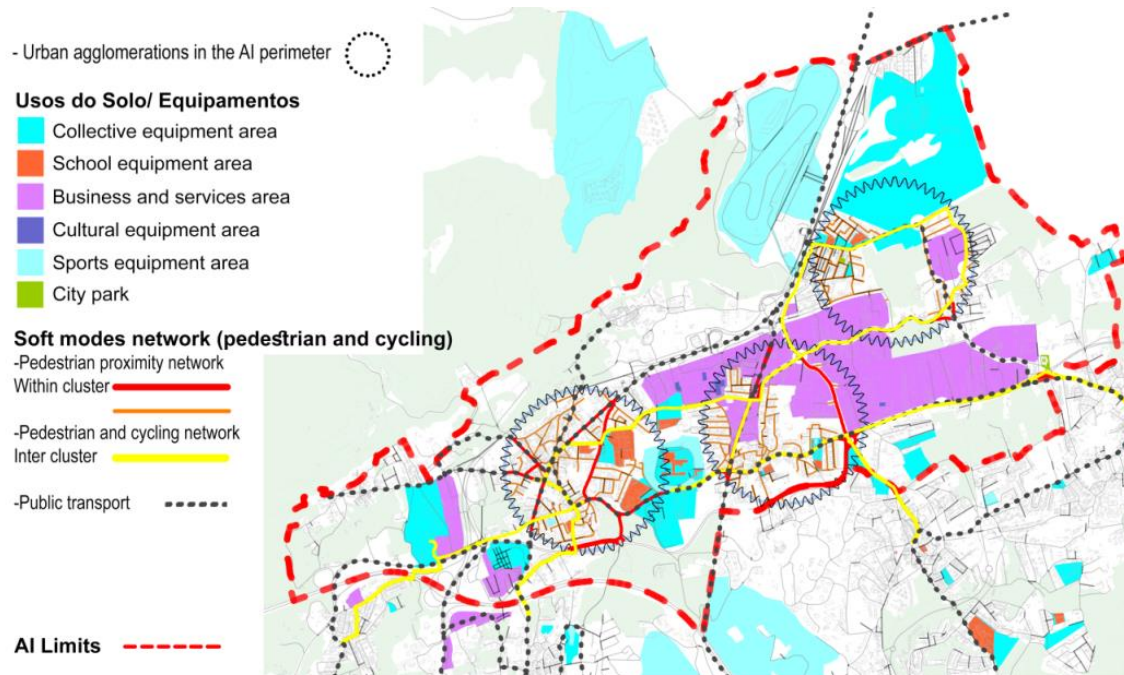 - Urban agglomerations in the AI perimeter
Usos do Solo/ Equipamentos
Collective equipment area
School equipment area
Business and services area
Cultural equipment area
Sports equipment area
City park
Soft modes network (pedestrian and cycling)
-Pedestrian proximity network
Within cluster
-Pedestrian and cycling network
Inter cluster
-Public transport
AI Limits